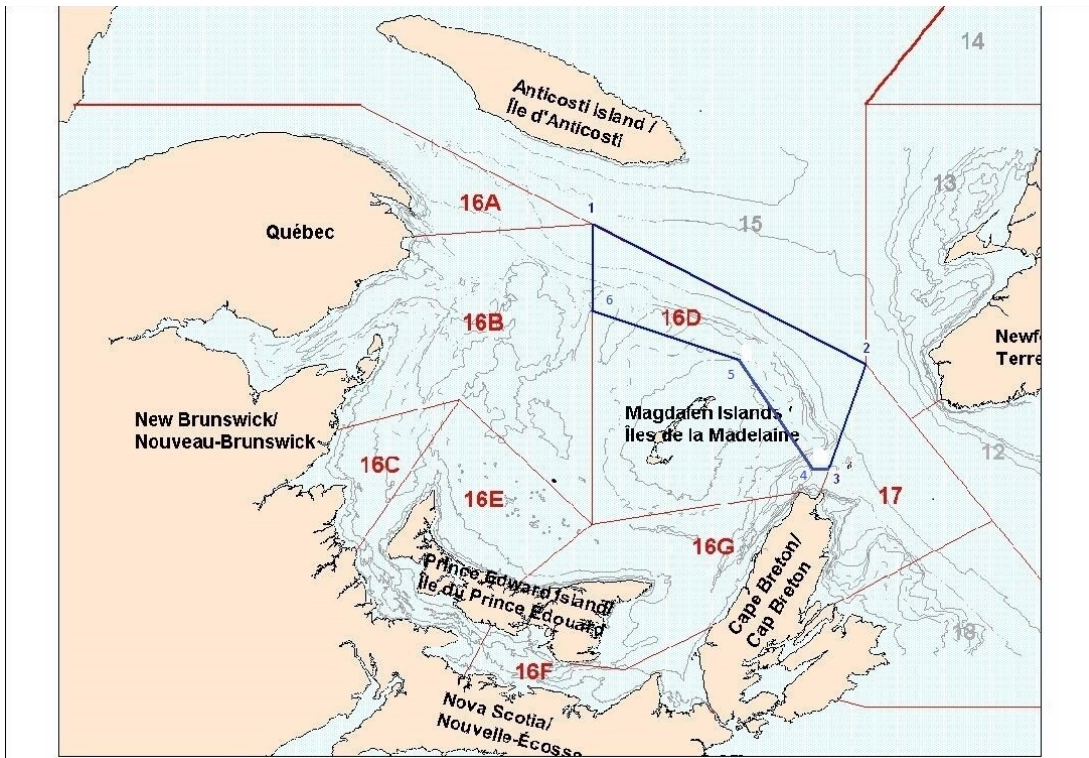 14
Anticosti Island /
Île d'Anticosti
13
16A
1
15
Québec
6
16D
16B
2
Newf
Terre
5
Magdalen Islands /
Îles de la Madelaine
New Brunswick/
Nouveau-Brunswick
12
16C
4
3
17
16E
16G
Prince Edward Island/
Île du Prince Édouard
Cape Breton/
Cap Breton
18
16F
Nova Scotia/
Nouvelle-Écosse